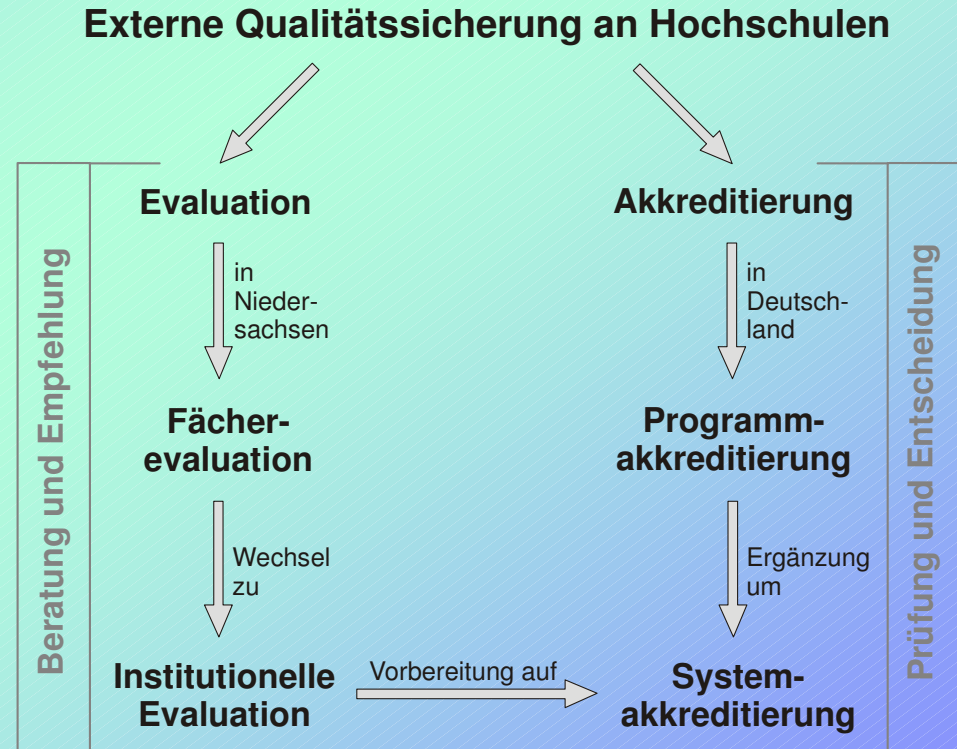 Externe Qualitätssicherung an Hochschulen
Evaluation
Akkreditierung
in
Nieder-
sachsen
in
Deutsch-
land
Fächer-
evaluation
Programm-
akkreditierung
Wechsel
zu
Ergänzung
um
Institutionelle
Evaluation
Vorbereitung auf
System-
akkreditierung
Beratung und Empfehlung
Prüfung und Entscheidung